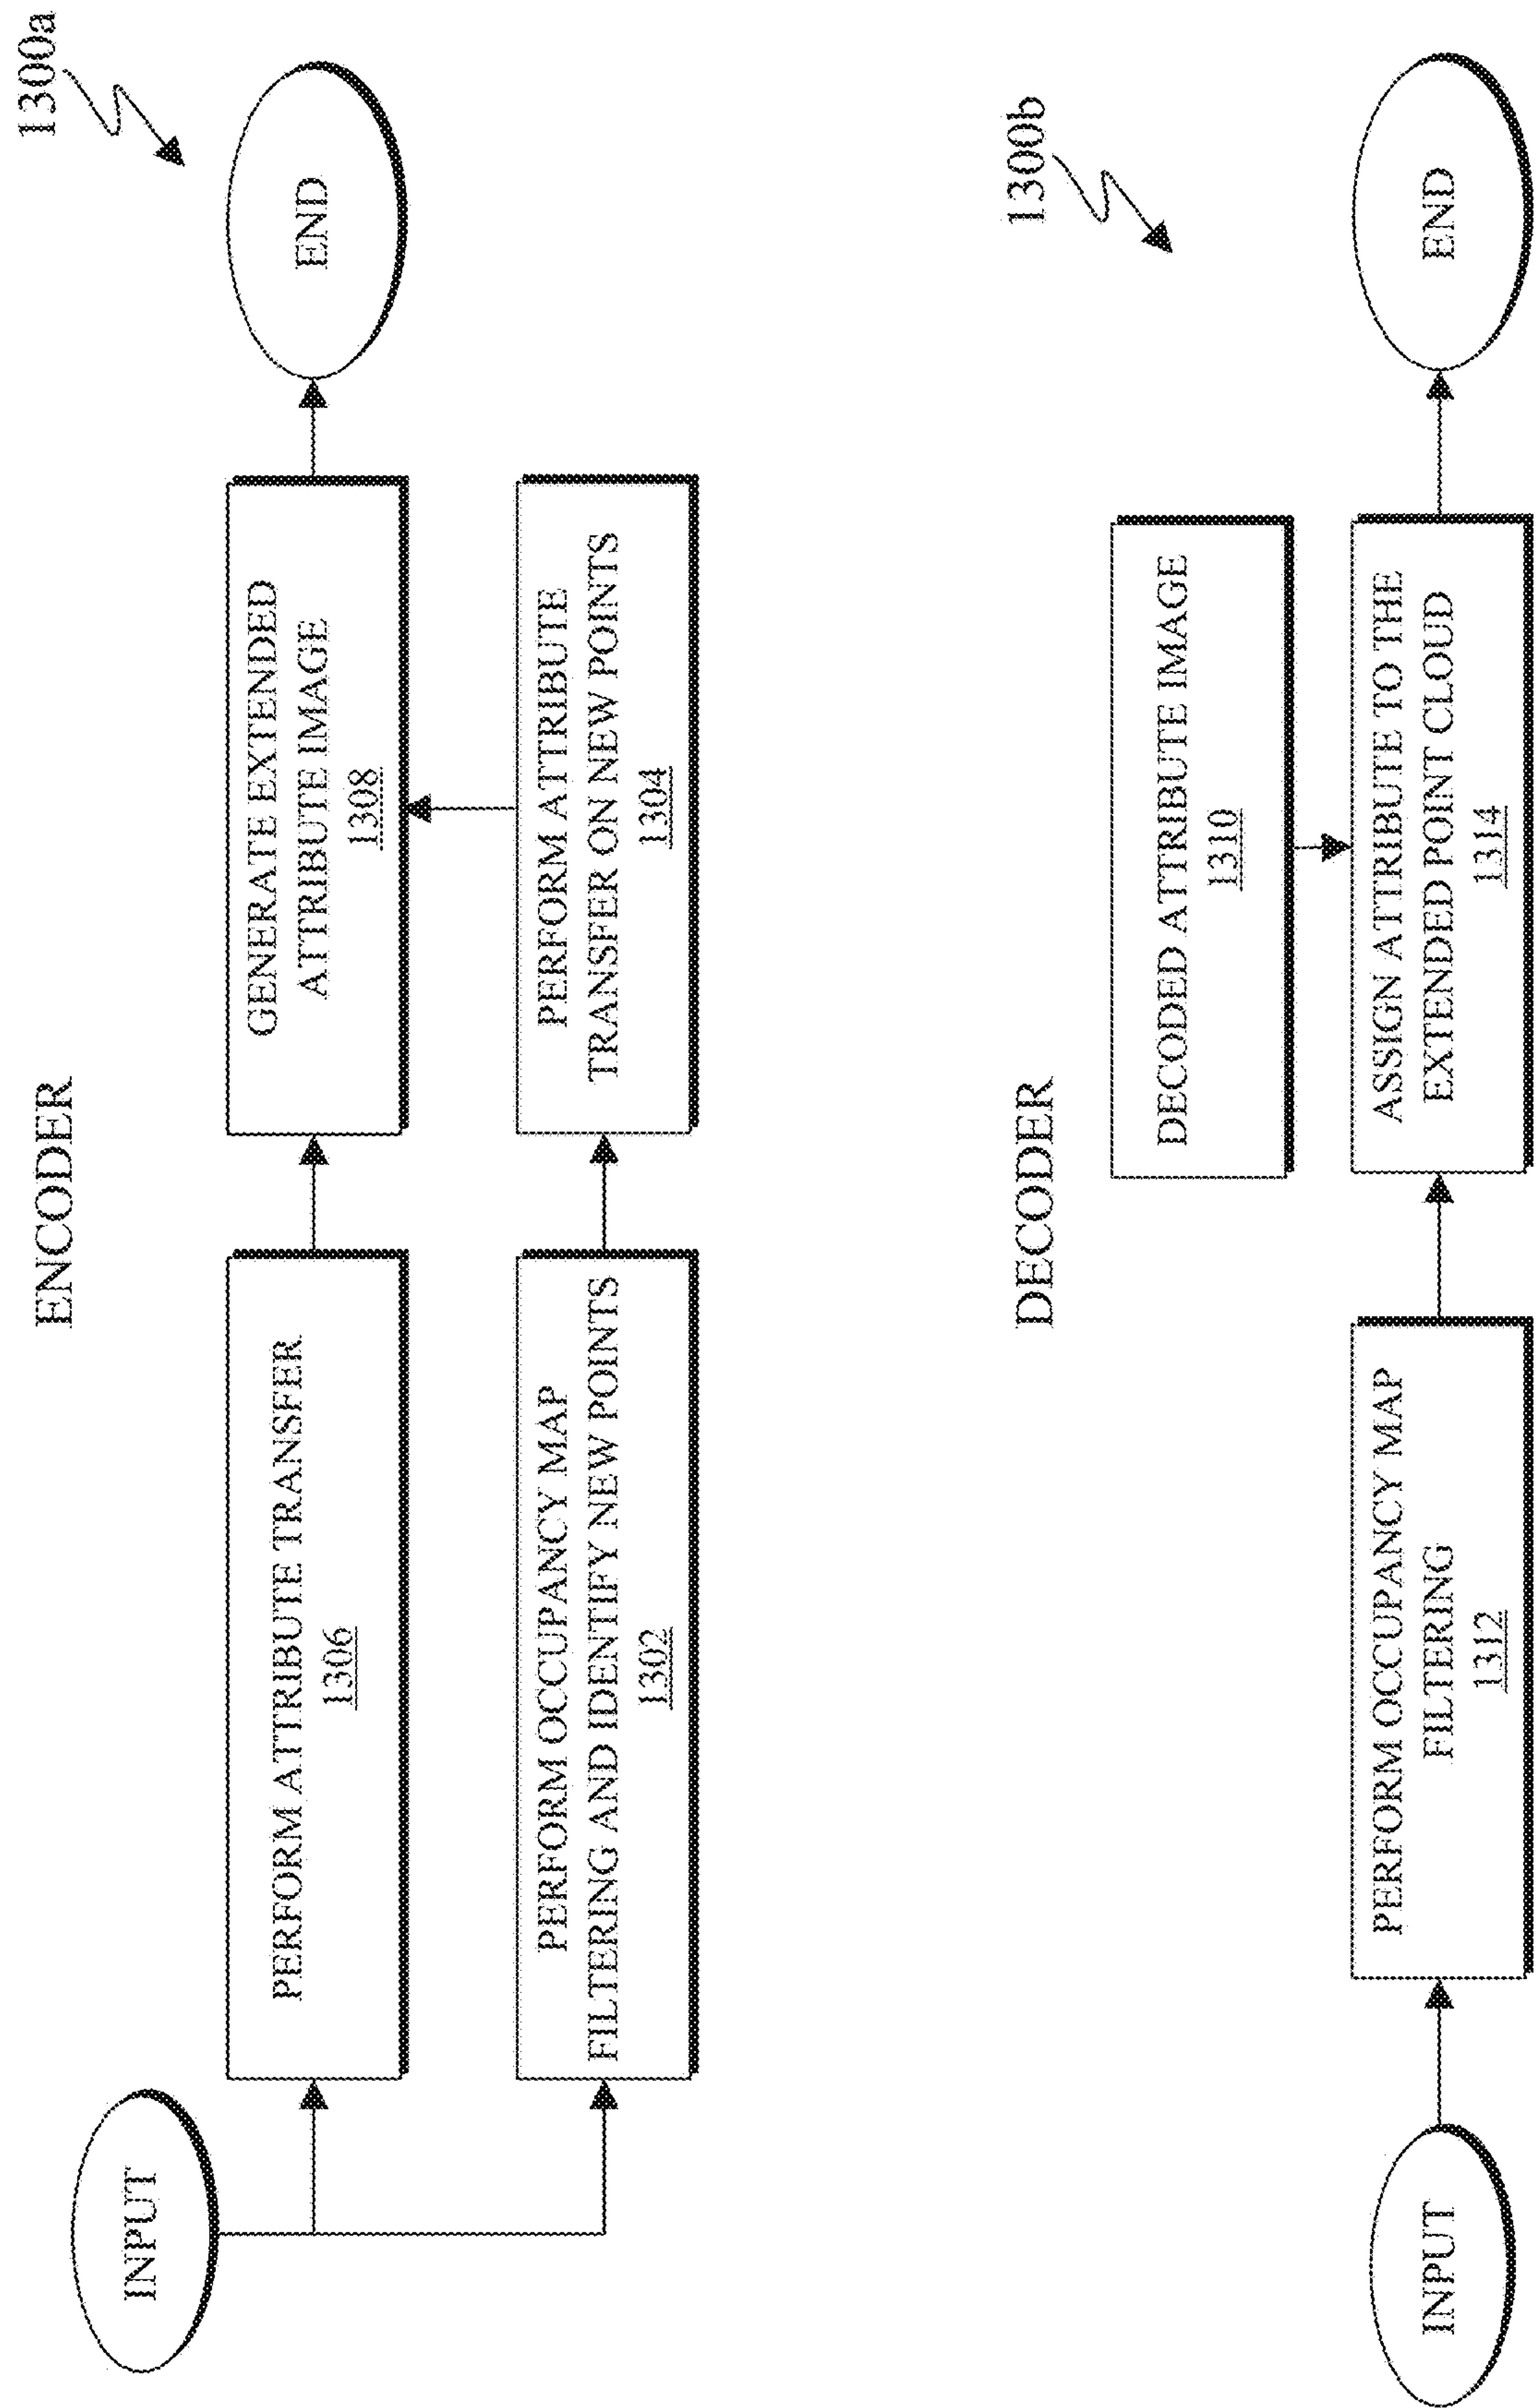 ENCODER
1300a
INPUT
PERFORM ATTRIBUTE TRANSFER
1306
GENERATE EXTENDED
ATTRIBUTE IMAGE
1308
END
PERFORM OCCUPANCY MAP
FILTERING AND IDENTIFY NEW POINTS
1302
PERFORM ATTRIBUTE
TRANSFER ON NEW POINTS
1304
DECODER
1300b
DECODED ATTRIBUTE IMAGE
1310
INPUT
PERFORM OCCUPANCY MAP
FILTERING
1312
ASSIGN ATTRIBUTE TO THE
EXTENDED POINT CLOUD
1314
END